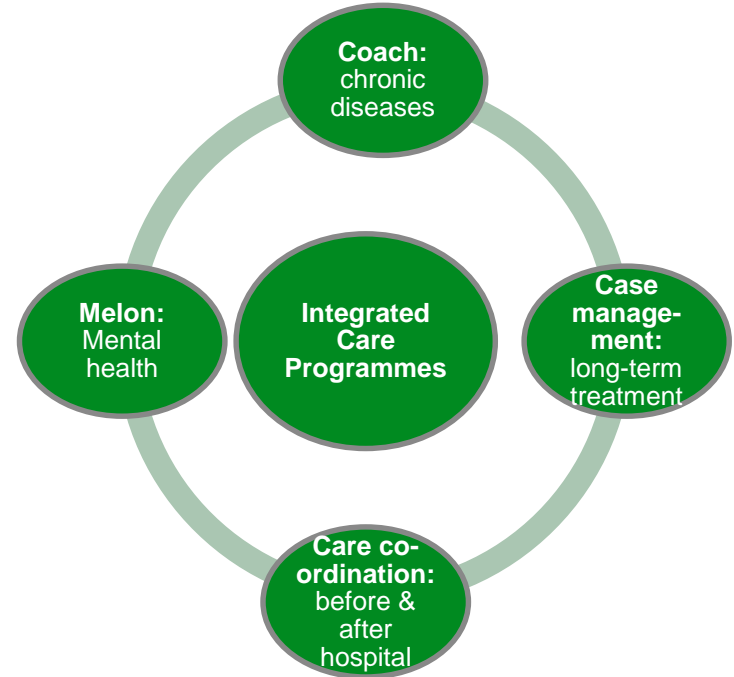 Coach:
chronic
diseases
Melon:
Mental
health
Integrated
Care
Programmes
Case
manage-
ment:
long-term
treatment
Care co-
ordination:
before &
after
hospital